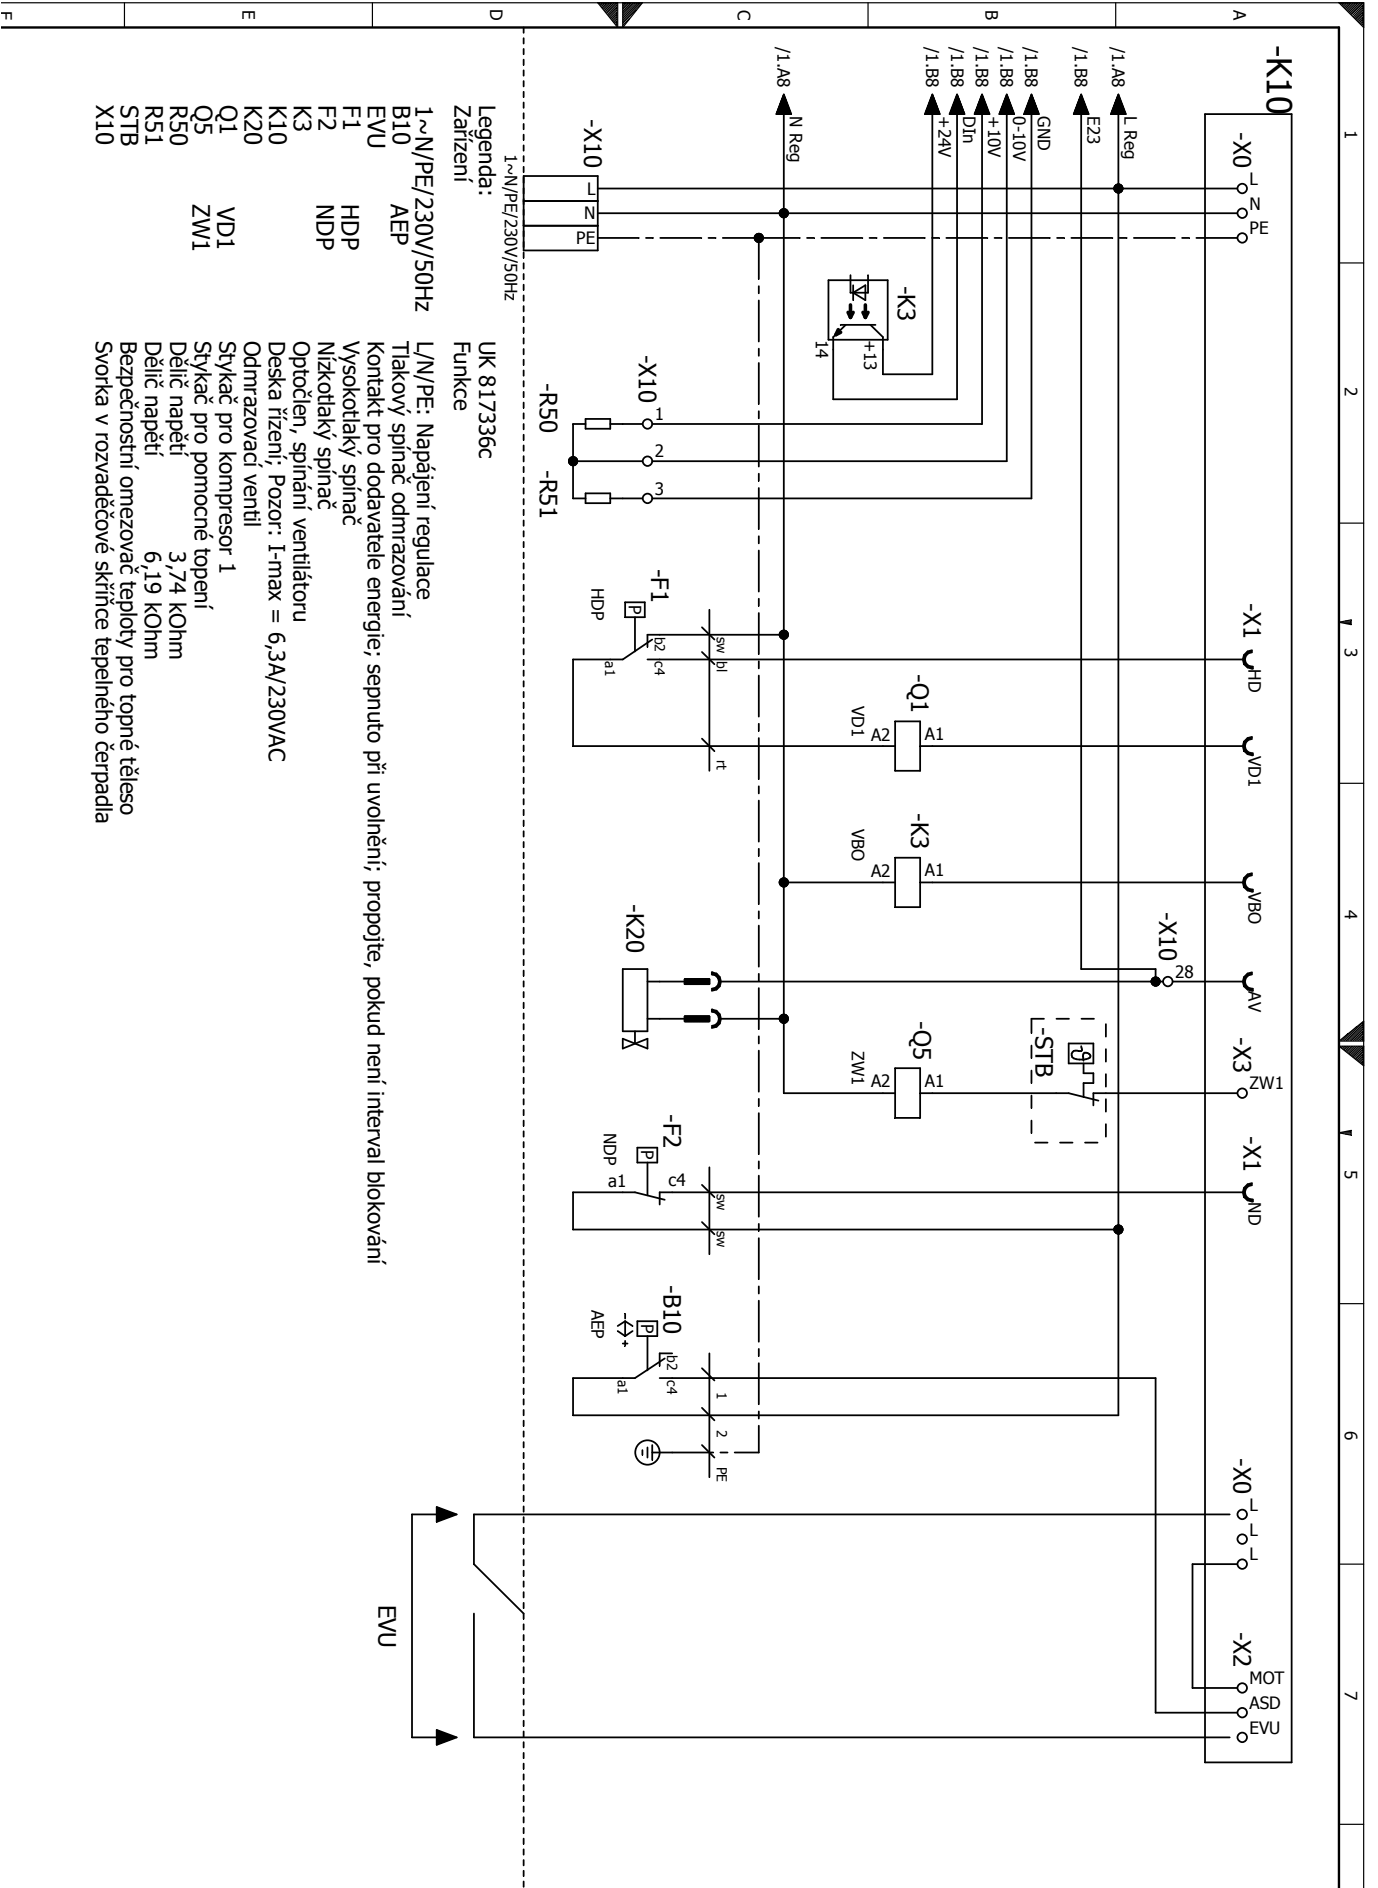 1
2
3
4
5
6
7
A
B
C
D
E
F
-K10
-X0
L
N
PE
-X1
HD
VD1
VBO
AV
-X3
ZW1
-X1
ND
-X0
L
L
L
-X2
MOT
ASD
EVU
/1.A8
L Reg
/1.B8
E23
/1.B8
GND
/1.B8
0-10V
/1.B8
+10V
/1.B8
DIn
/1.B8
+24V
/1.A8
N Reg
-X10
28
-STB
-K3
+13
14
-Q1
A1
A2
VD1
-K3
A1
A2
VBO
-Q5
A1
A2
ZW1
-X10
1
2
3
-R50
-R51
-F1
P
HDP
b2
c4
a1
sw
bl
rt
-K20
-F2
P
NDP
a1
c4
sw
sw
-B10
P
- +
AEP
b2
c4
a1
1
2
PE
-X10
L
N
PE
1~N/PE/230V/50Hz
EVU
Legenda: UK 817336c
Zařízení Funkce
1~N/PE/230V/50Hz L/N/PE: Napájení regulace
B10 AEP Tlakový spínač odmrazování
EVU Kontakt pro dodavatele energie; sepnuto při uvolnění; propojte, pokud není interval blokování
F1 HDP Vysokotlaký spínač
F2 NDP Nízkotlaký spínač
K3 Optočlen, spínání ventilátoru
K10 Deska řízení; Pozor: I-max = 6,3A/230VAC
K20 Odmrazovací ventil
Q1 VD1 Stykač pro kompresor 1
Q5 ZW1 Stykač pro pomocné topení
R50 Dělič napětí 3,74 kOhm
R51 Dělič napětí 6,19 kOhm
STB Bezpečnostní omezovač teploty pro topné těleso
X10 Svorka v rozvaděčové skříňce tepelného čerpadla